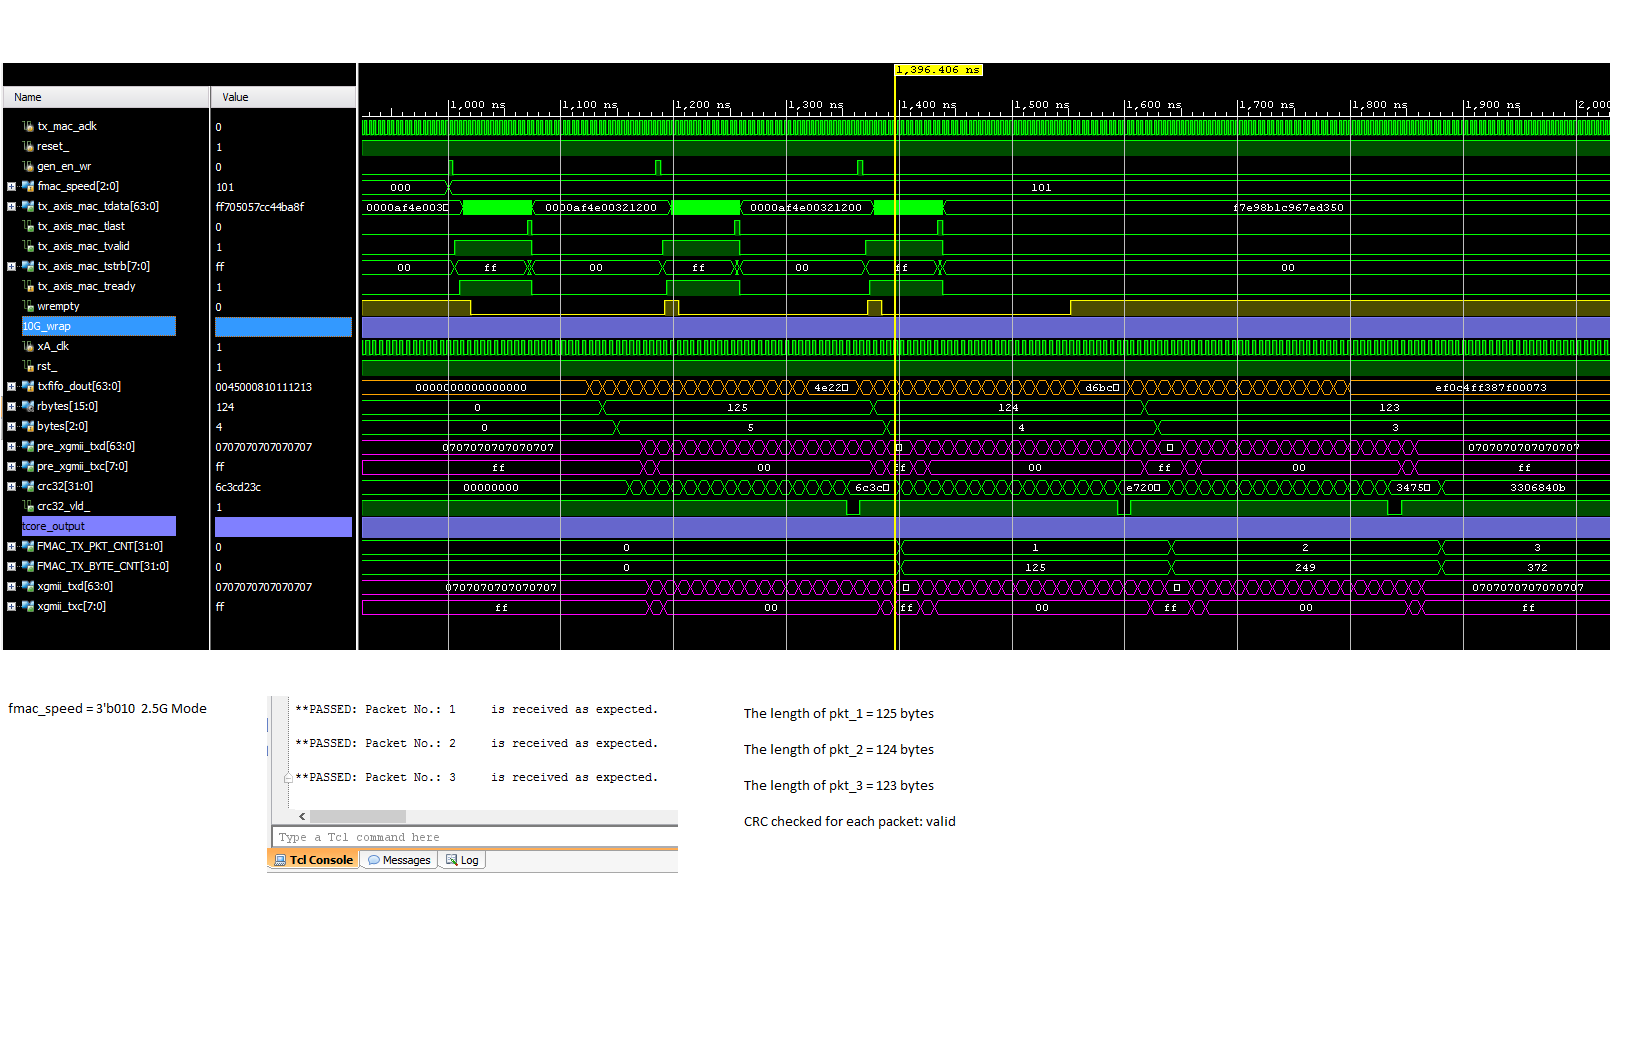 1,396.406 ns
Name Value
1,000 ns 1,100 ns 1,200 ns 1,300 ns 1,400 ns 1,500 ns 1,600 ns 1,700 ns 1,800 ns 1,900 ns 2,000
tx_mac_aclk 0
reset_ 1
gen_en_wr 0
fmac_speed[2:0] 101 000 101
tx_axis_mac_tdata[63:0] ff705057cc44ba8f 0000af4e003 0000af4e00321200 0000af4e00321200 f7e98b1c967ed350
tx_axis_mac_tlast 0
tx_axis_mac_tvalid 1
tx_axis_mac_tstrb[7:0] ff 00 ff 00 ff 00 ff 00
tx_axis_mac_tready 1
wrempty 0
10G_wrap
xA_clk 1
rst_ 1
txfifo_dout[63:0] 0045000810111213 0000000000000000 4e22 d6bc ef0c4ff387f00073
rbytes[15:0] 124 0 125 124 123
bytes[2:0] 4 0 5 4 3
pre_xgmii_txd[63:0] 0707070707070707 0707070707070707 0707070707070707
pre_xgmii_txc[7:0] ff ff 00 ff 00 ff 00 ff
crc32[31:0] 6c3cd23c 00000000 6c3c e720 3475 3306840b
crc32_vld_ 1
tcore_output
FMAC_TX_PKT_CNT[31:0] 0 0 1 2 3
FMAC_TX_BYTE_CNT[31:0] 0 0 125 249 372
xgmii_txd[63:0] 0707070707070707 0707070707070707 0707070707070707
xgmii_txc[7:0] ff ff 00 ff 00 ff 00 ff
fmac_speed = 3'b010 2.5G Mode
**PASSED: Packet No.: 1 is received as expected.
**PASSED: Packet No.: 2 is received as expected.
**PASSED: Packet No.: 3 is received as expected.
Type a Tcl command here
Tcl Console Messages Log
The length of pkt_1 = 125 bytes
The length of pkt_2 = 124 bytes
The length of pkt_3 = 123 bytes
CRC checked for each packet: valid